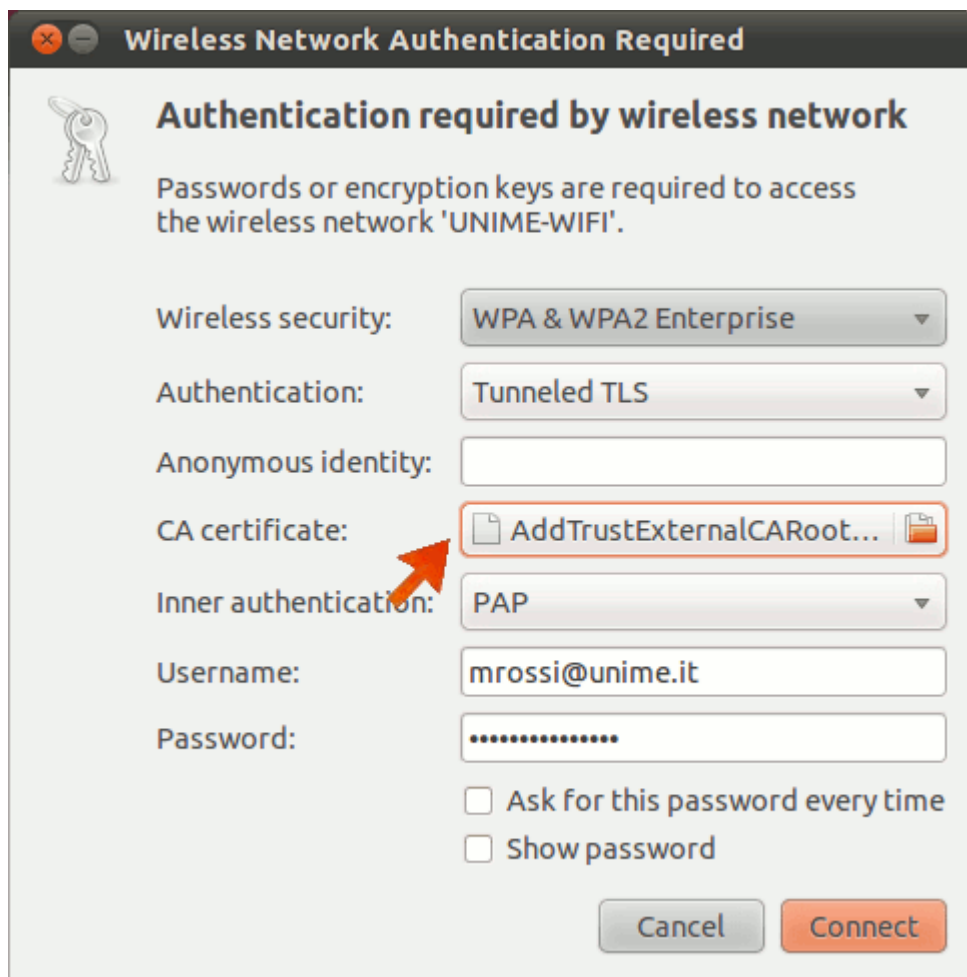 Wireless Network Authentication Required
Authentication required by wireless network
Passwords or encryption keys are required to access
the wireless network 'UNIME-WIFI'.
Wireless security: WPA & WPA2 Enterprise
Authentication: Tunneled TLS
Anonymous identity:
CA certificate: AddTrustExternalCARoot...
Inner authentication: PAP
Username: mrossi@unime.it
Password: •••••••••••••••
Ask for this password every time
Show password
Cancel Connect